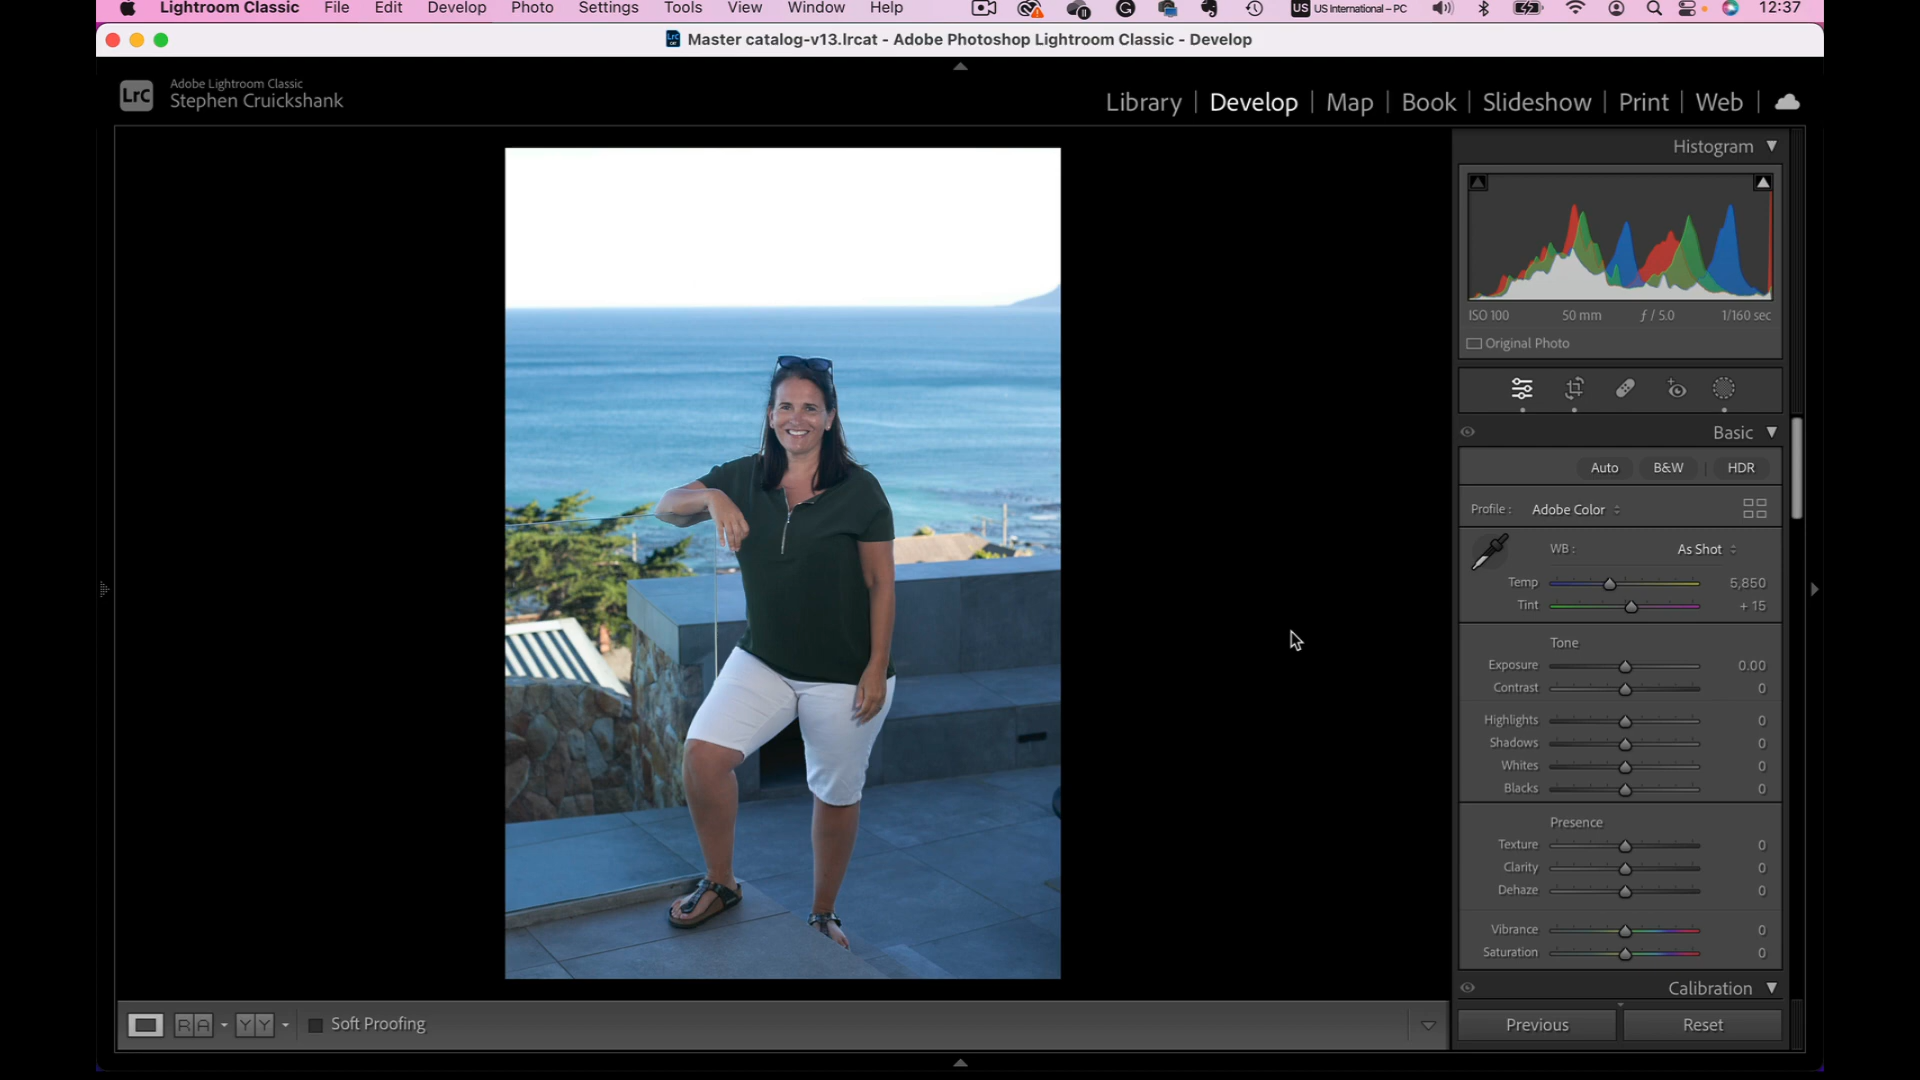 Lightroom Classic File Edit Develop Photo Settings Tools View Window Help US US International – PC 12:37
LrC Master catalog-v13.lrcat - Adobe Photoshop Lightroom Classic - Develop
LrC Adobe Lightroom Classic
Stephen Cruickshank
Library | Develop | Map | Book | Slideshow | Print | Web |
Histogram
ISO 100 50 mm ƒ / 5.0 1/160 sec
Original Photo
Basic
Auto B&W HDR
Profile : Adobe Color
WB : As Shot
Temp 5,850
Tint + 15
Tone
Exposure 0.00
Contrast 0
Highlights 0
Shadows 0
Whites 0
Blacks 0
Presence
Texture 0
Clarity 0
Dehaze 0
Vibrance 0
Saturation 0
Calibration
R A Y Y Soft Proofing Previous Reset